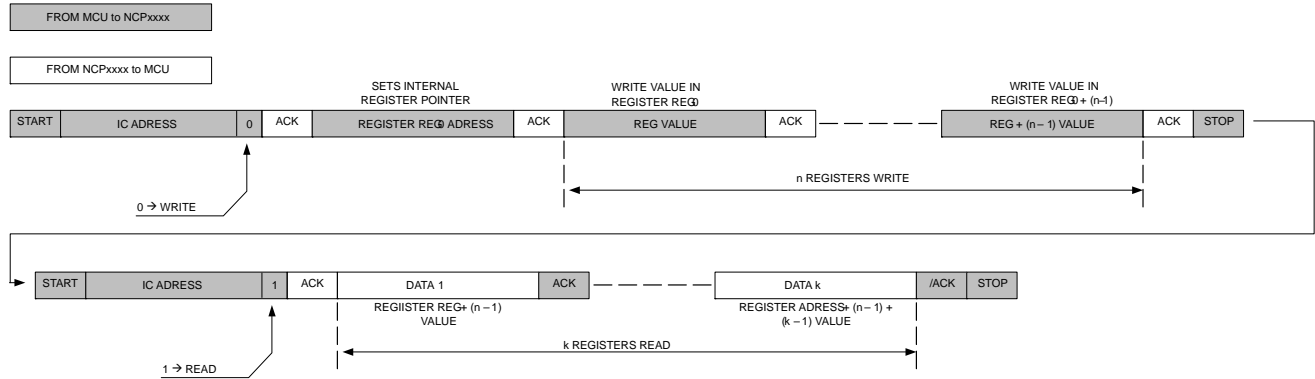 FROM MCU to NCPxxxx
FROM NCPxxxx to MCU
SETS INTERNAL
REGISTER POINTER
WRITE VALUE IN
REGISTER REG0
WRITE VALUE IN
REGISTER REG0 + (n–1)
START IC ADRESS 0 ACK REGISTER REG0 ADRESS ACK REG VALUE ACK REG + (n – 1) VALUE ACK STOP
n REGISTERS WRITE
0 → WRITE
START IC ADRESS 1 ACK DATA 1 ACK DATA k /ACK STOP
REGIISTER REG+ (n – 1)
VALUE
REGISTER ADRESS+ (n – 1) +
(k – 1) VALUE
k REGISTERS READ
1 → READ